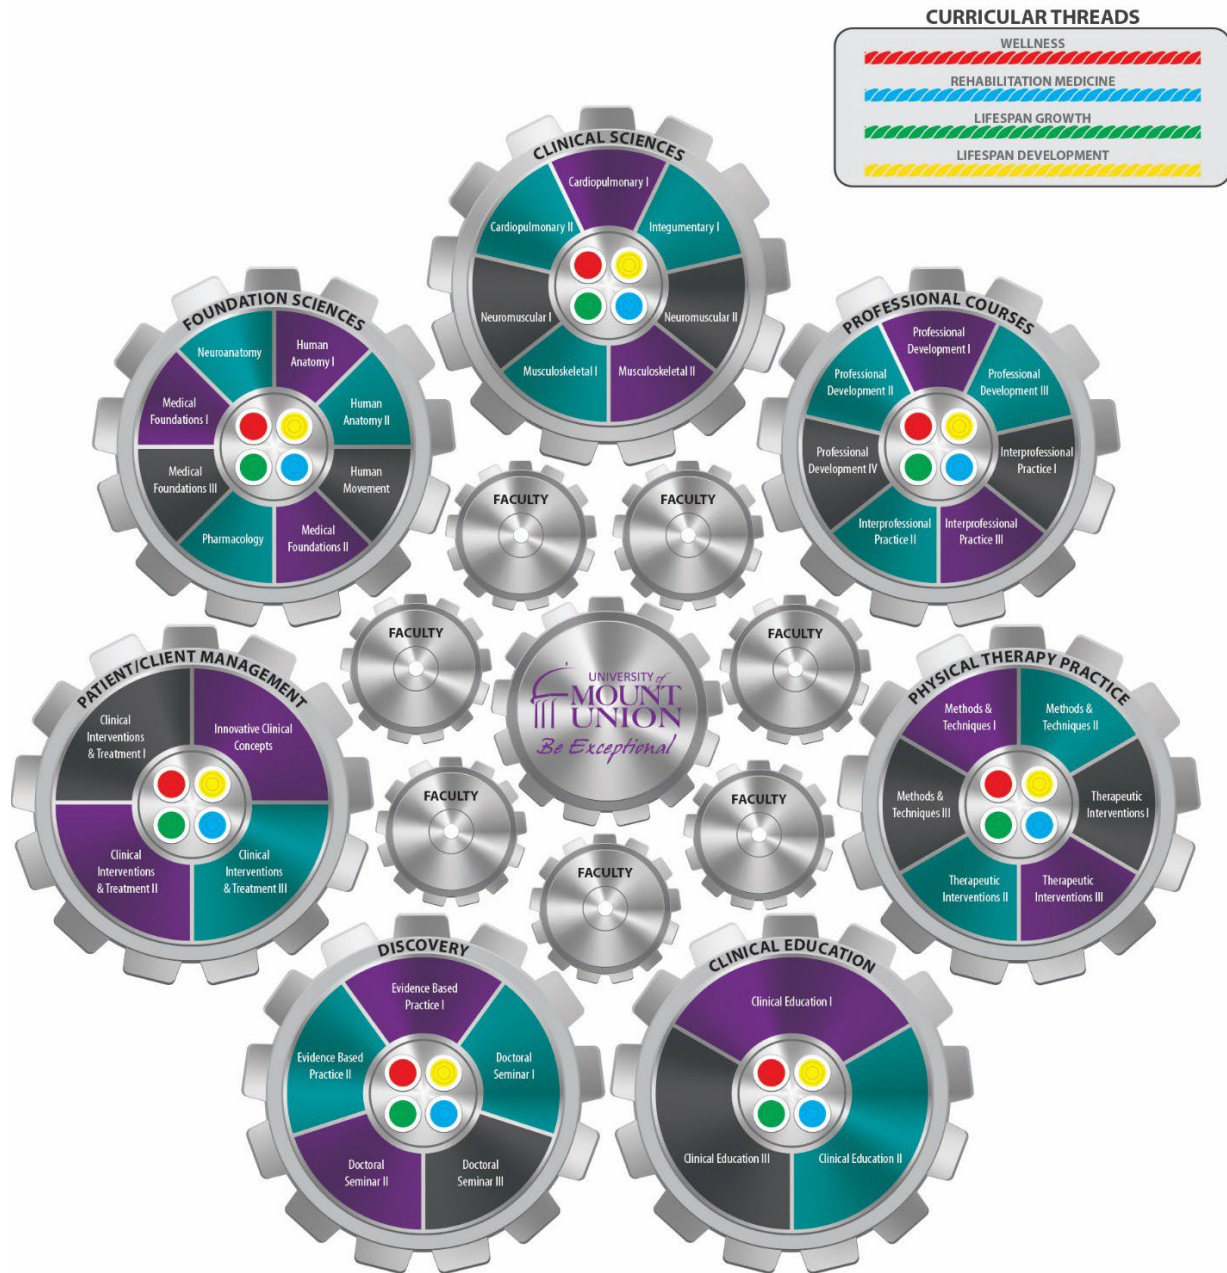 CURRICULAR THREADS
WELLNESS
REHABILITATION MEDICINE
LIFESPAN GROWTH
LIFESPAN DEVELOPMENT
CLINICAL SCIENCES
Cardiopulmonary I
Cardiopulmonary II
Integumentary I
Neuromuscular I
Neuromuscular II
Musculoskeletal I
Musculoskeletal II
FOUNDATION SCIENCES
Neuroanatomy
Human
Anatomy I
Medical
Foundations I
Human
Anatomy II
Medical
Foundations III
Human
Movement
Pharmacology
Medical
Foundations II
PROFESSIONAL COURSES
Professional
Development I
Professional
Development II
Professional
Development III
Professional
Development IV
Interprofessional
Practice I
Interprofessional
Practice II
Interprofessional
Practice III
FACULTY
FACULTY
FACULTY
FACULTY
UNIVERSITY of
MOUNT
UNION
Be Exceptional
PATIENT/CLIENT MANAGEMENT
Clinical
Interventions
& Treatment I
Innovative Clinical
Concepts
Clinical
Interventions
& Treatment II
Clinical
Interventions
& Treatment III
PHYSICAL THERAPY PRACTICE
Methods &
Techniques I
Methods &
Techniques II
Methods &
Techniques III
Therapeutic
Interventions I
Therapeutic
Interventions II
Therapeutic
Interventions III
FACULTY
FACULTY
FACULTY
DISCOVERY
Evidence Based
Practice I
Evidence Based
Practice II
Doctoral
Seminar I
Doctoral
Seminar II
Doctoral
Seminar III
CLINICAL EDUCATION
Clinical Education I
Clinical Education III
Clinical Education II